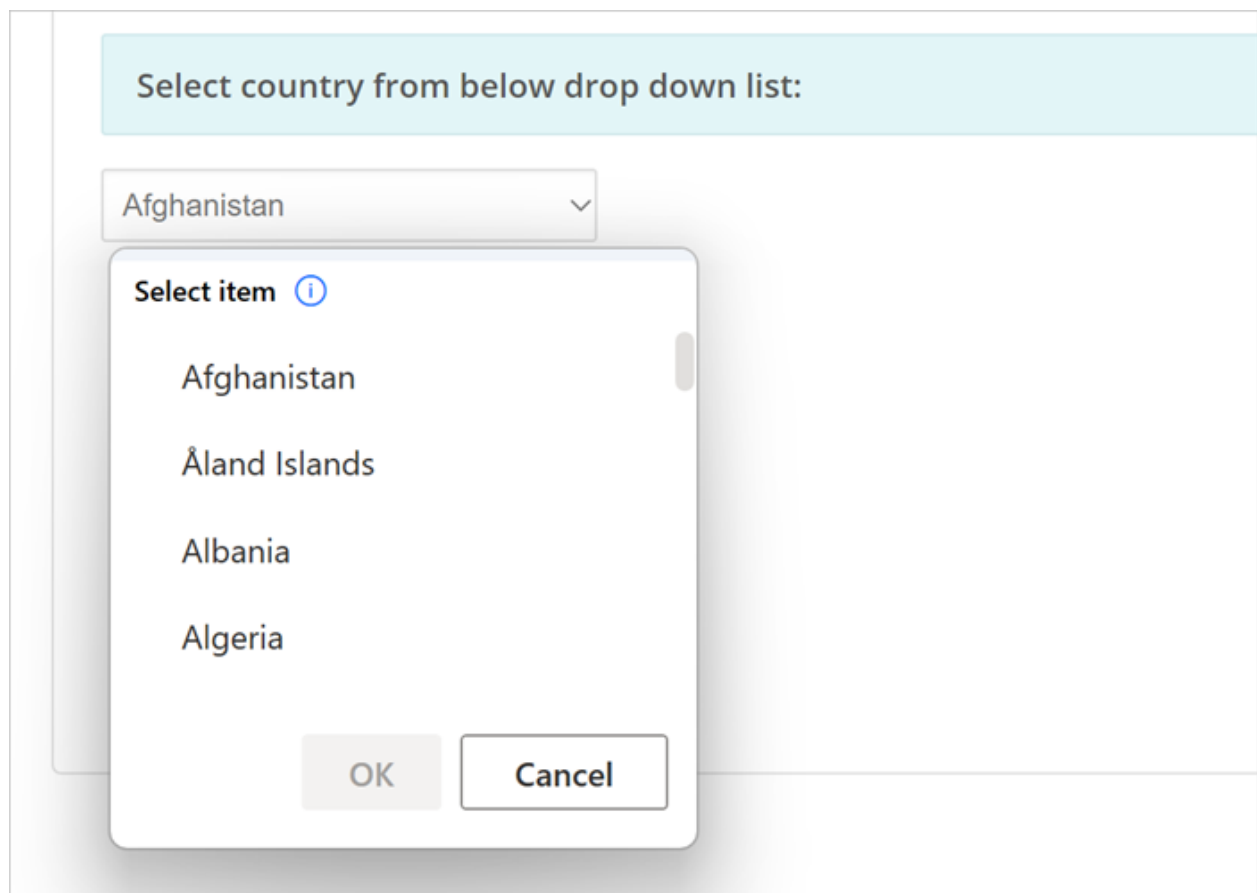 Select country from below drop down list:
Afghanistan
Select item
Afghanistan
Åland Islands
Albania
Algeria
OK Cancel